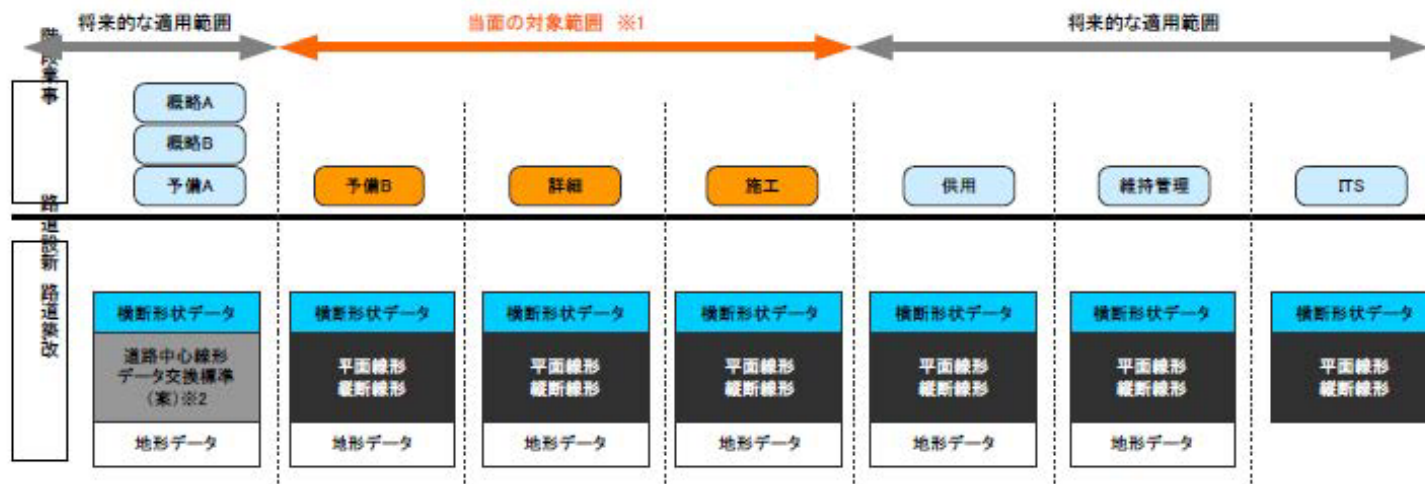 将来的な適用範囲
当面の対象範囲 ※1
将来的な適用範囲
階段業事
概略A
概略B
予備A
予備B
詳細
施工
供用
維持管理
ITS
路道設新
路道築改
横断形状データ
道路中心線形
データ交換標準
(案)※2
地形データ
横断形状データ
平面線形
縦断線形
地形データ
横断形状データ
平面線形
縦断線形
地形データ
横断形状データ
平面線形
縦断線形
地形データ
横断形状データ
平面線形
縦断線形
地形データ
横断形状データ
平面線形
縦断線形
地形データ
横断形状データ
平面線形
縦断線形